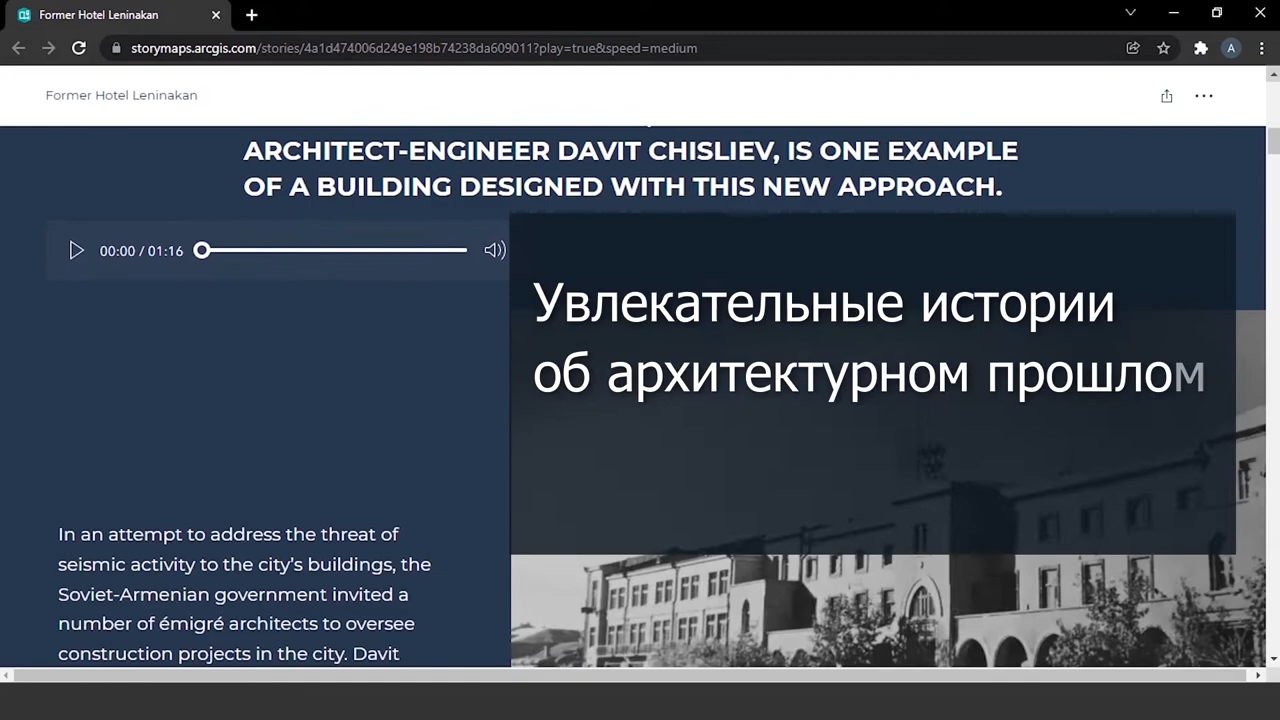 Former Hotel Leninakan
storymaps.arcgis.com/stories/4a1d474006d249e198b74238da609011?play=true&speed=medium
A
Former Hotel Leninakan
ARCHITECT-ENGINEER DAVIT CHISLIEV, IS ONE EXAMPLE
OF A BUILDING DESIGNED WITH THIS NEW APPROACH.
00:00 / 01:16
Увлекательные истории
об архитектурном прошлом
In an attempt to address the threat of
seismic activity to the city's buildings, the
Soviet-Armenian government invited a
number of émigré architects to oversee
construction projects in the city. Davit